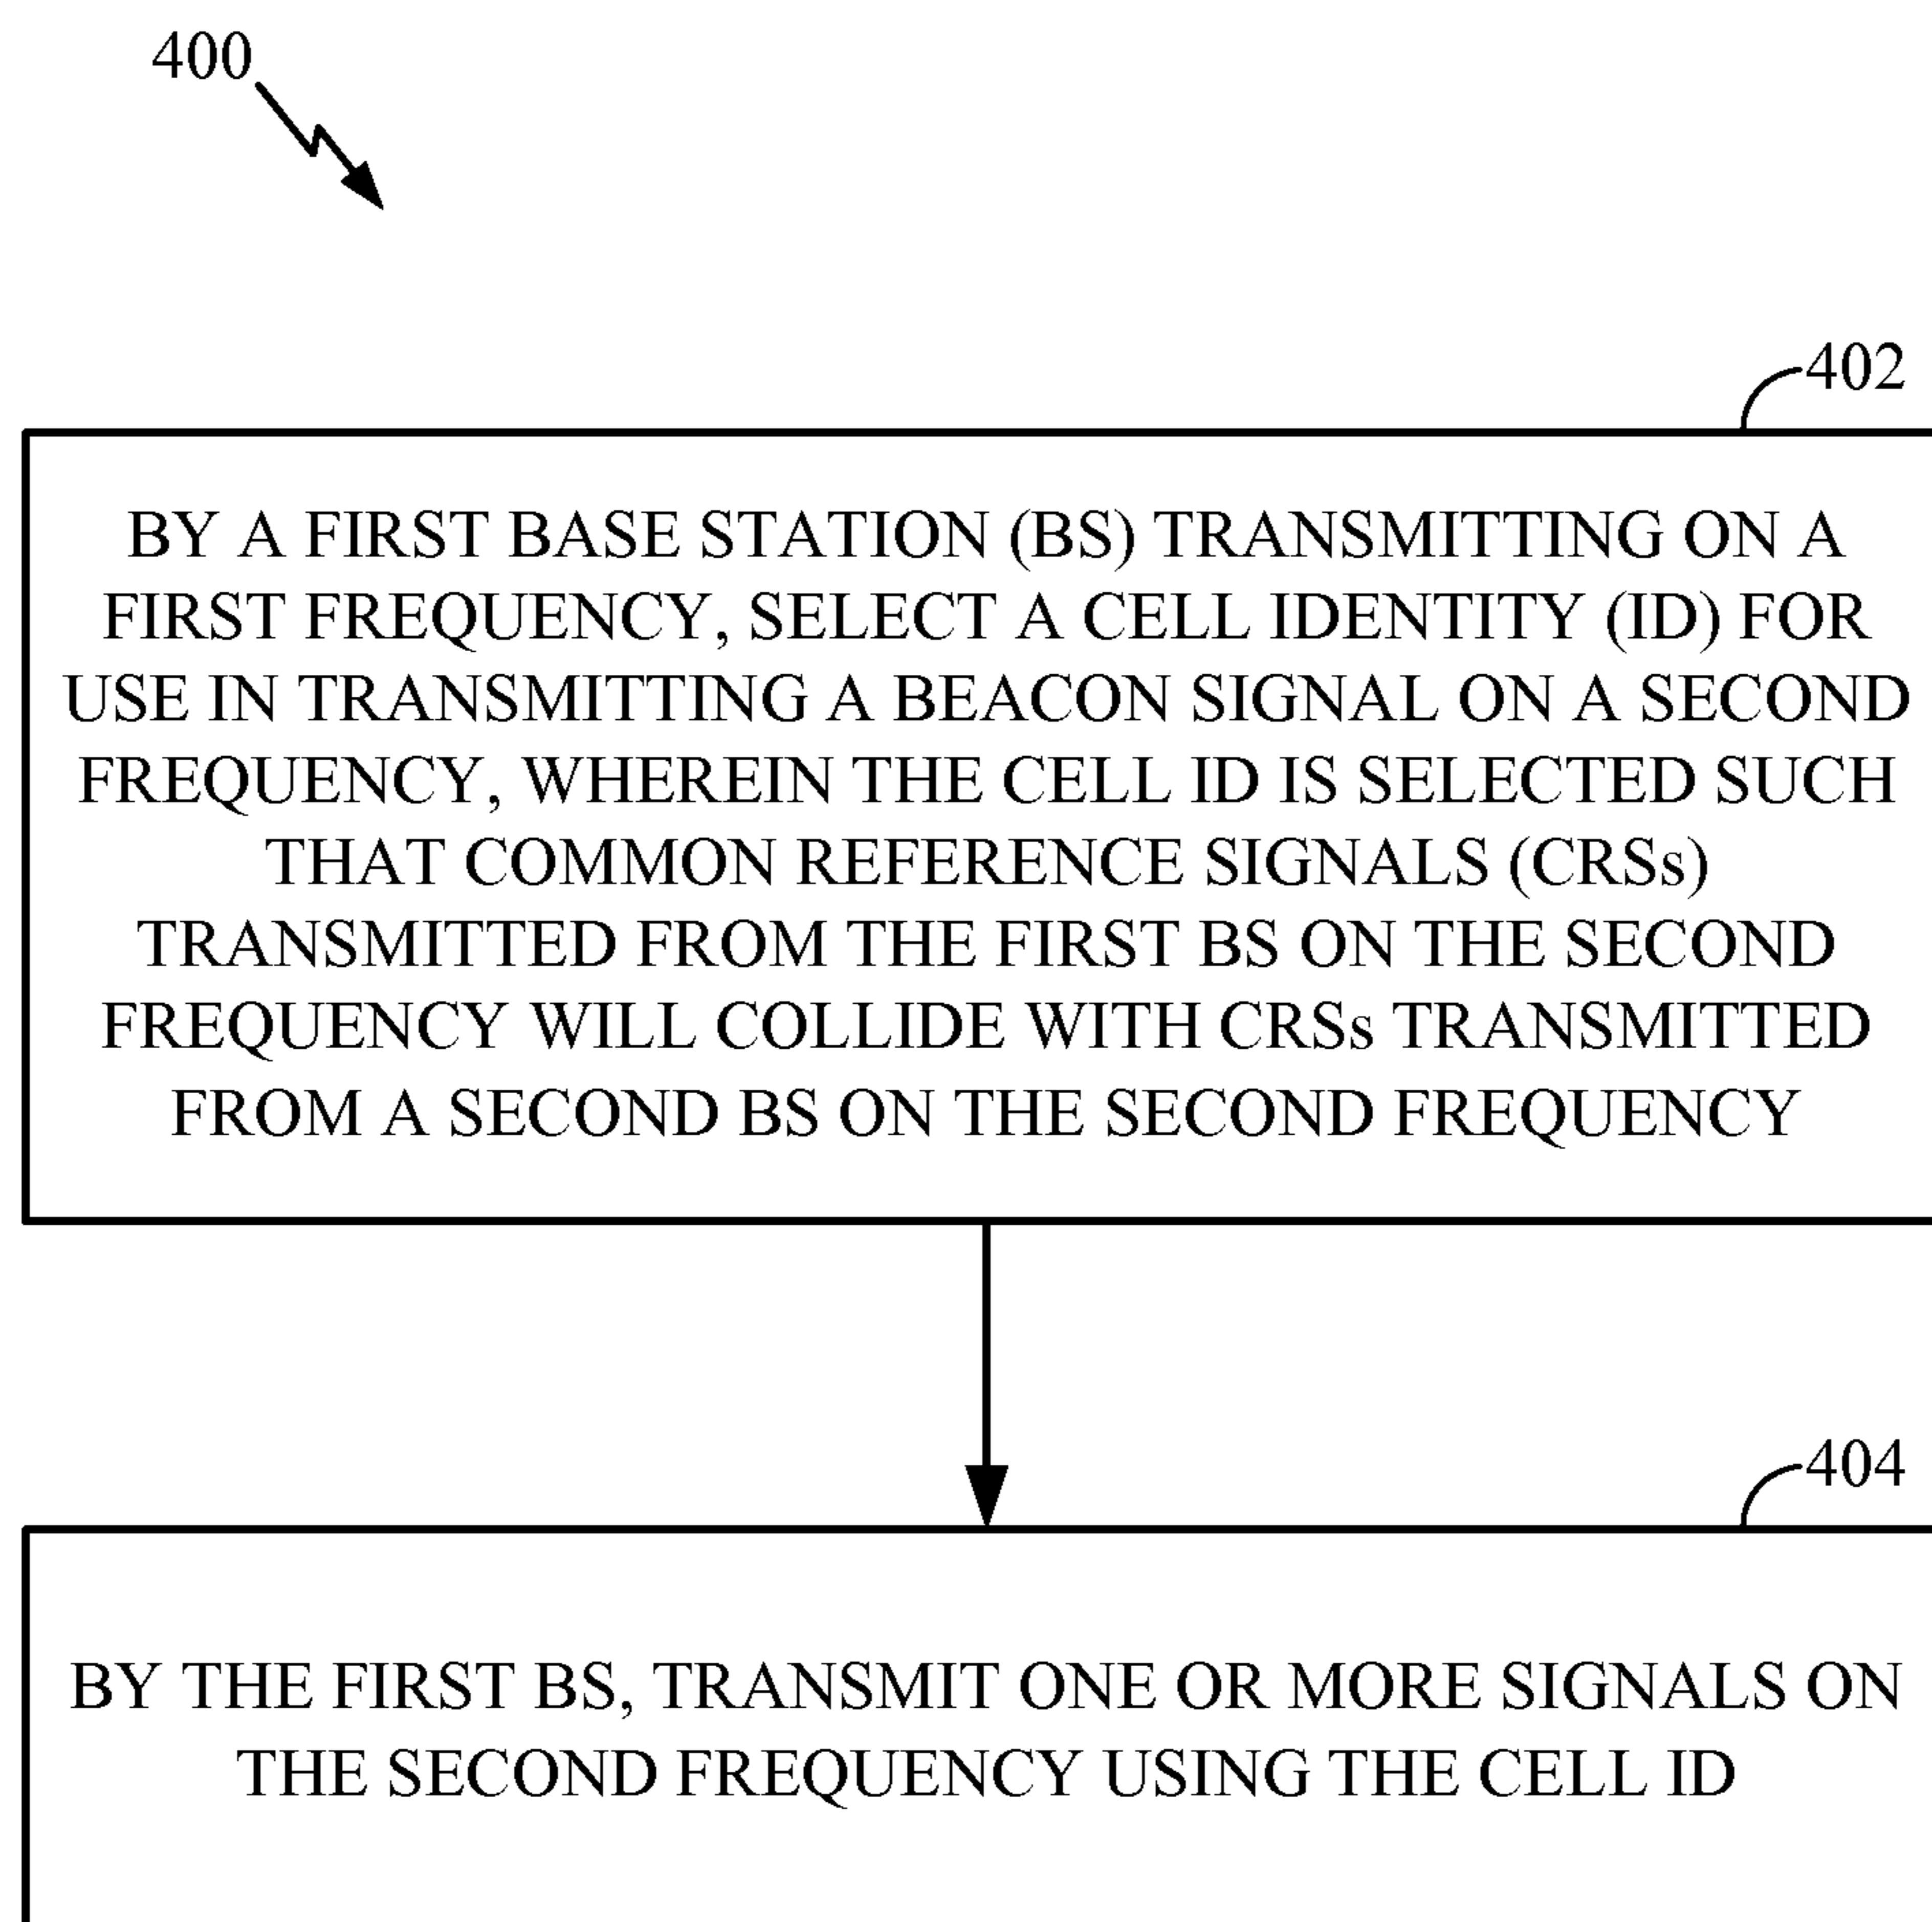 400
402
BY A FIRST BASE STATION (BS) TRANSMITTING ON A
FIRST FREQUENCY, SELECT A CELL IDENTITY (ID) FOR
USE IN TRANSMITTING A BEACON SIGNAL ON A SECOND
FREQUENCY, WHEREIN THE CELL ID IS SELECTED SUCH
THAT COMMON REFERENCE SIGNALS (CRSs)
TRANSMITTED FROM THE FIRST BS ON THE SECOND
FREQUENCY WILL COLLIDE WITH CRSs TRANSMITTED
FROM A SECOND BS ON THE SECOND FREQUENCY
404
BY THE FIRST BS, TRANSMIT ONE OR MORE SIGNALS ON
THE SECOND FREQUENCY USING THE CELL ID